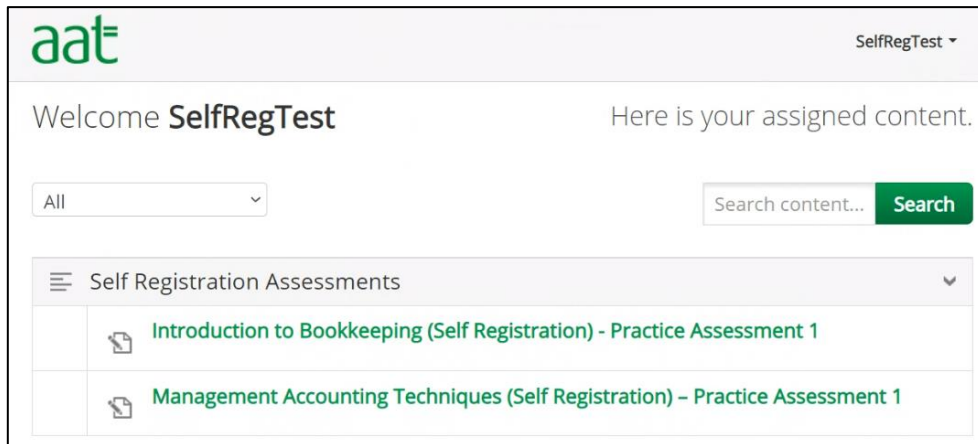 aat
SelfRegTest
Welcome SelfRegTest
Here is your assigned content.
All
Search content...
Search
Self Registration Assessments
Introduction to Bookkeeping (Self Registration) - Practice Assessment 1
Management Accounting Techniques (Self Registration) – Practice Assessment 1